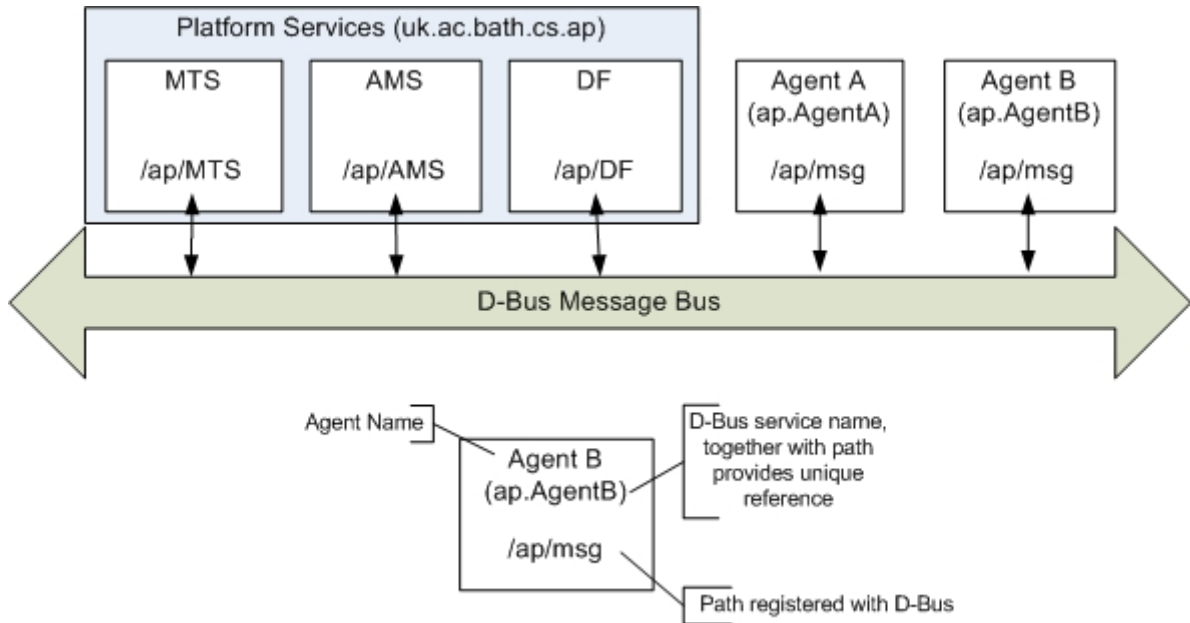 Platform Services (uk.ac.bath.cs.ap)
MTS
/ap/MTS
AMS
/ap/AMS
DF
/ap/DF
Agent A
(ap.AgentA)
/ap/msg
Agent B
(ap.AgentB)
/ap/msg
D-Bus Message Bus
Agent Name
Agent B
(ap.AgentB)
/ap/msg
D-Bus service name,
together with path
provides unique
reference
Path registered with D-Bus